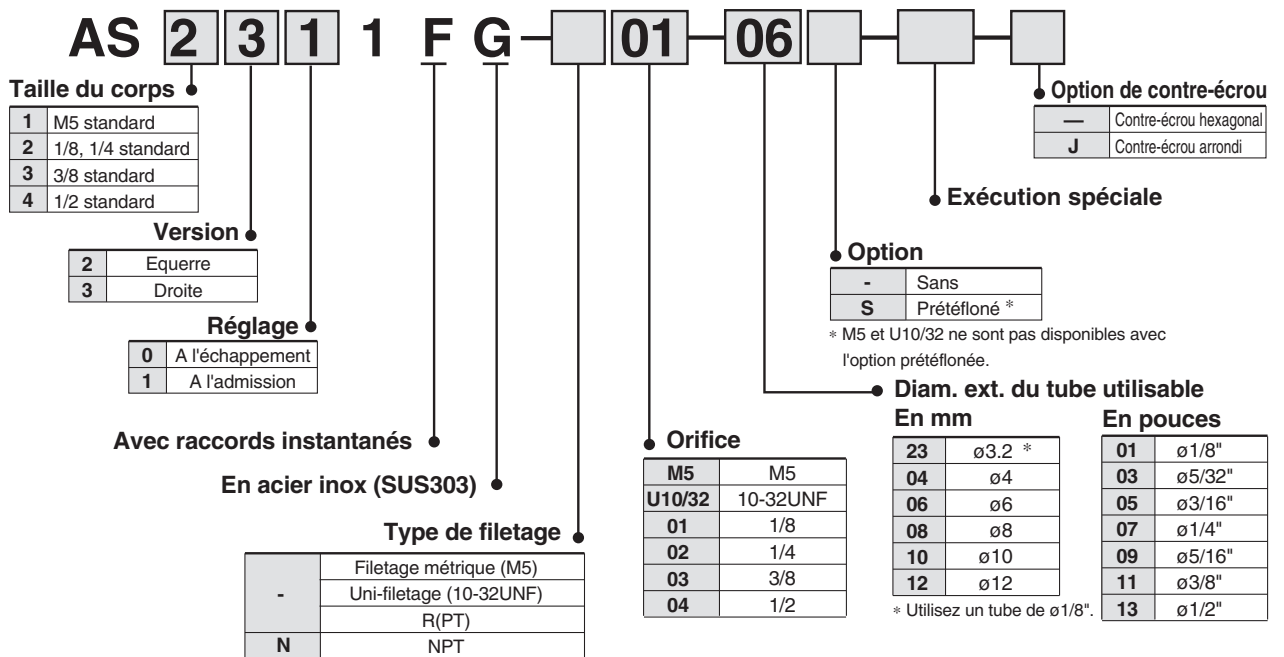 AS 2 3 1 1 F G - 01 - 06 - -
Taille du corps
1 M5 standard
2 1/8, 1/4 standard
3 3/8 standard
4 1/2 standard
Version
2 Equerre
3 Droite
Réglage
0 A l'échappement
1 A l'admission
Avec raccords instantanés
En acier inox (SUS303)
Type de filetage
- Filetage métrique (M5)
Uni-filetage (10-32UNF)
R(PT)
N NPT
Orifice
M5 M5
U10/32 10-32UNF
01 1/8
02 1/4
03 3/8
04 1/2
Diam. ext. du tube utilisable
En mm
23 ø3.2 *
04 ø4
06 ø6
08 ø8
10 ø10
12 ø12
* Utilisez un tube de ø1/8".
En pouces
01 ø1/8"
03 ø5/32"
05 ø3/16"
07 ø1/4"
09 ø5/16"
11 ø3/8"
13 ø1/2"
Option
- Sans
S Prétéfloné *
* M5 et U10/32 ne sont pas disponibles avec
l'option prétéflonée.
Exécution spéciale
Option de contre-écrou
— Contre-écrou hexagonal
J Contre-écrou arrondi